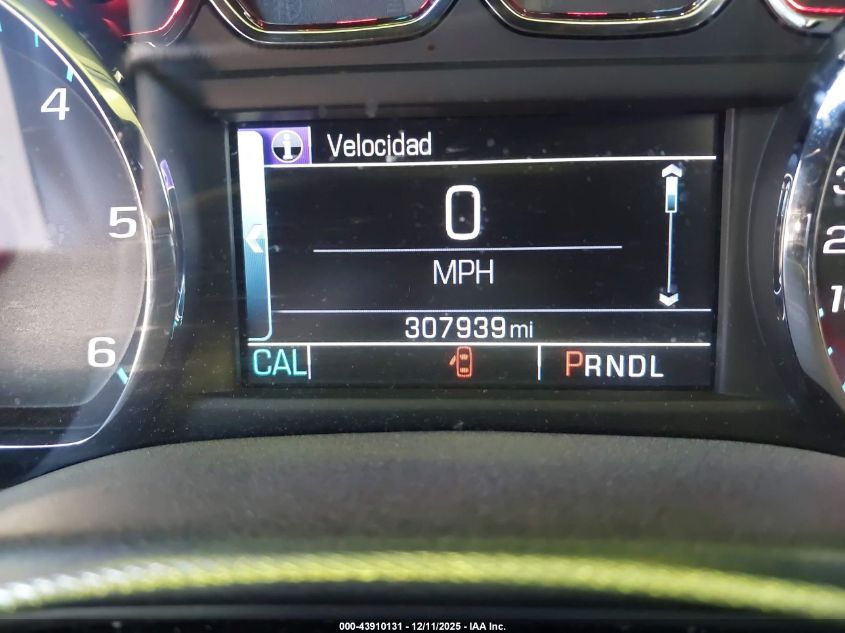 4
5
6
Velocidad
0
MPH
307939 mi
CAL
PRNDL
000-43910131 - 12/11/2025 - IAA Inc.